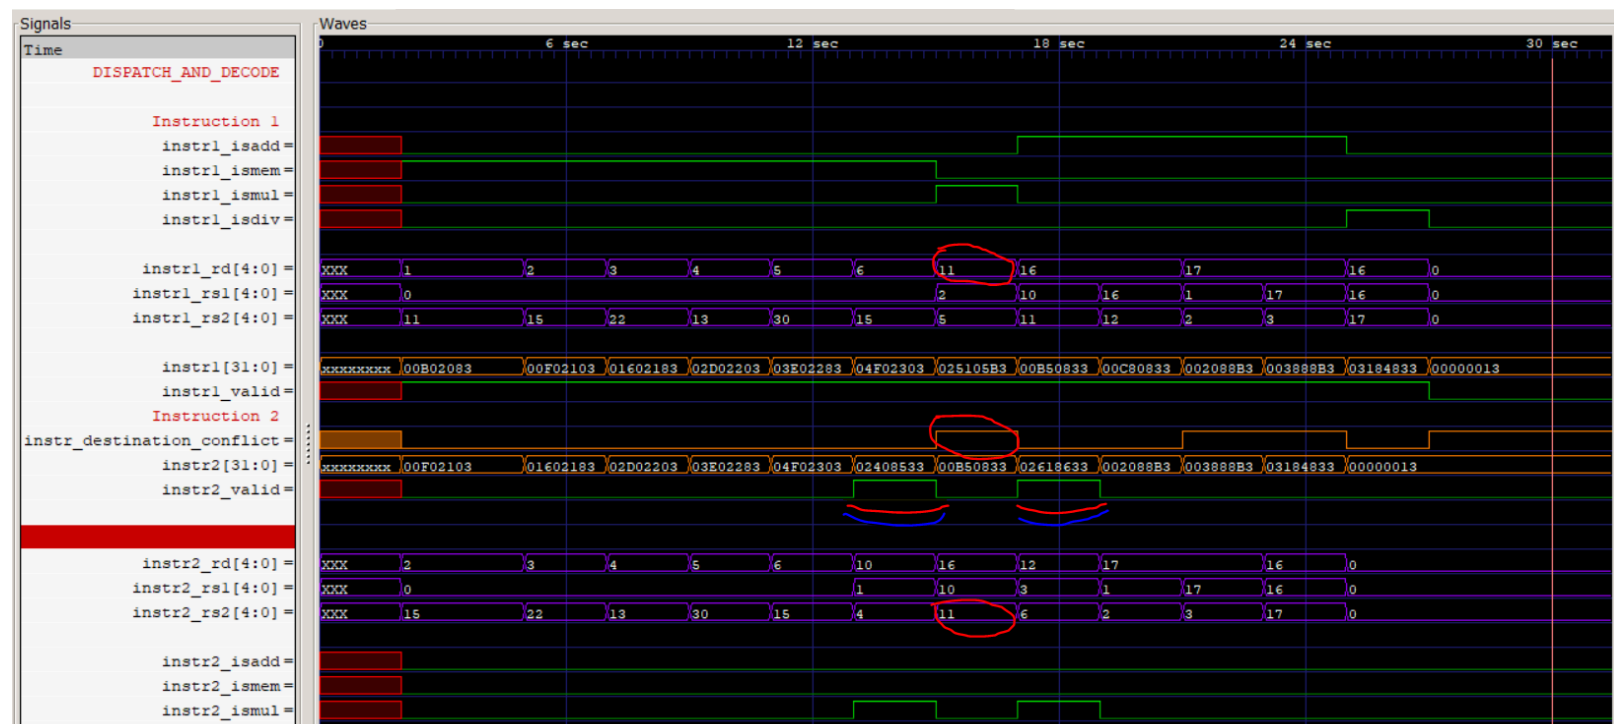 Signals Waves
Time 0 6 sec 12 sec 18 sec 24 sec 30 sec
DISPATCH_AND_DECODE
Instruction 1
instr1_isadd=
instr1_ismem=
instr1_ismul=
instr1_isdiv=
instr1_rd[4:0] = XXX 1 2 3 4 5 6 11 16 17 16 0
instr1_rs1[4:0] = XXX 0 2 10 16 1 17 16 0
instr1_rs2[4:0] = XXX 11 15 22 13 30 15 5 11 12 2 3 17 0
instr1[31:0] = xxxxxxxx 00B02083 00F02103 01602183 02D02203 03E02283 04F02303 025105B3 00B50833 00C80833 002088B3 003888B3 03184833 00000013
instr1_valid=
Instruction 2
instr_destination_conflict=
instr2[31:0] = xxxxxxxx 00F02103 01602183 02D02203 03E02283 04F02303 02408533 00B50833 02618633 002088B3 003888B3 03184833 00000013
instr2_valid=
instr2_rd[4:0] = XXX 2 3 4 5 6 10 16 12 17 16 0
instr2_rs1[4:0] = XXX 0 1 10 3 1 17 16 0
instr2_rs2[4:0] = XXX 15 22 13 30 15 4 11 6 2 3 17 0
instr2_isadd=
instr2_ismem=
instr2_ismul=